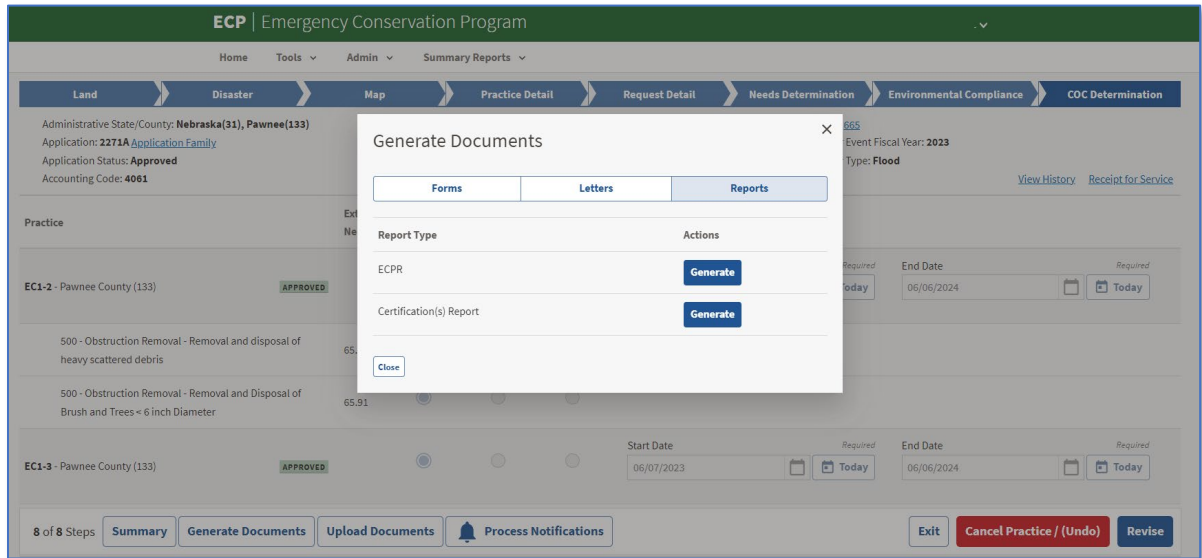 ECP | Emergency Conservation Program
Home Tools Admin Summary Reports
Land Disaster Map Practice Detail Request Detail Needs Determination Environmental Compliance COC Determination
Administrative State/County: Nebraska(31), Pawnee(133)
Application: 2271A Application Family
Application Status: Approved
Accounting Code: 4061
665
Event Fiscal Year: 2023
Type: Flood
View History Receipt for Service
Generate Documents
Forms Letters Reports
Report Type Actions
ECPR Generate
Certification(s) Report Generate
Close
Practice
EC1-2 - Pawnee County (133) APPROVED
Required End Date Required
Today 06/06/2024 Today
500 - Obstruction Removal - Removal and disposal of
heavy scattered debris
65.
500 - Obstruction Removal - Removal and Disposal of
Brush and Trees < 6 inch Diameter
65.91
EC1-3 - Pawnee County (133) APPROVED
Start Date Required End Date Required
06/07/2023 Today 06/06/2024 Today
8 of 8 Steps Summary Generate Documents Upload Documents Process Notifications Exit Cancel Practice / (Undo) Revise